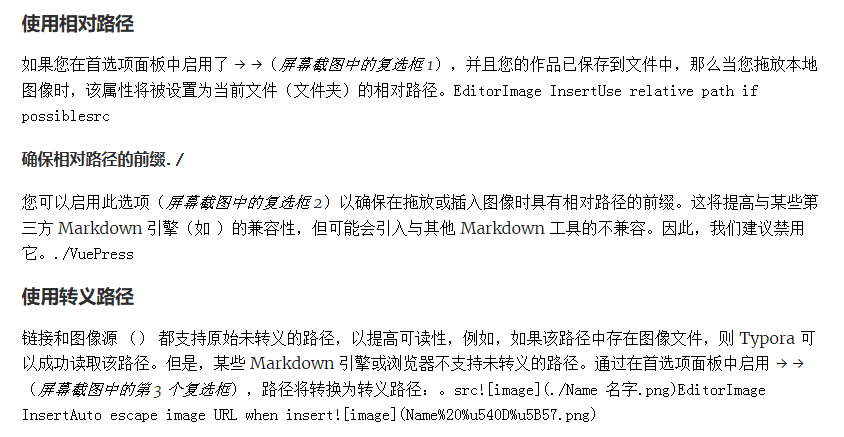 使用相对路径
如果您在首选项面板中启用了 → →（屏幕截图中的复选框 1），并且您的作品已保存到文件中，那么当您拖放本地
图像时，该属性将被设置为当前文件（文件夹）的相对路径。EditorImage InsertUse relative path if
possiblesrc
确保相对路径的前缀./
您可以启用此选项（屏幕截图中的复选框 2）以确保在拖放或插入图像时具有相对路径的前缀。这将提高与某些第
三方 Markdown 引擎（如 ）的兼容性，但可能会引入与其他 Markdown 工具的不兼容。因此，我们建议禁用
它。./VuePress
使用转义路径
链接和图像源 （） 都支持原始未转义的路径，以提高可读性，例如，如果该路径中存在图像文件，则 Typora 可
以成功读取该路径。但是，某些 Markdown 引擎或浏览器不支持未转义的路径。通过在首选项面板中启用 → →
（屏幕截图中的第 3 个复选框），路径将转换为转义路径：。src![image](./Name 名字.png)EditorImage
InsertAuto escape image URL when insert![image](Name%20%u540D%u5B57.png)